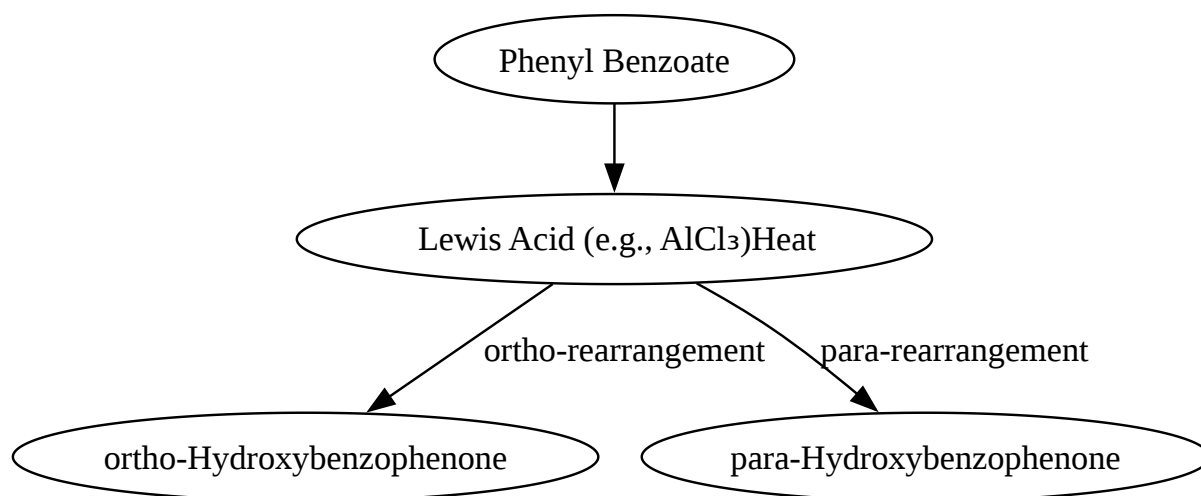 Phenyl Benzoate
Lewis Acid (e.g., AlCl₃)Heat
ortho-rearrangement
para-rearrangement
ortho-Hydroxybenzophenone
para-Hydroxybenzophenone